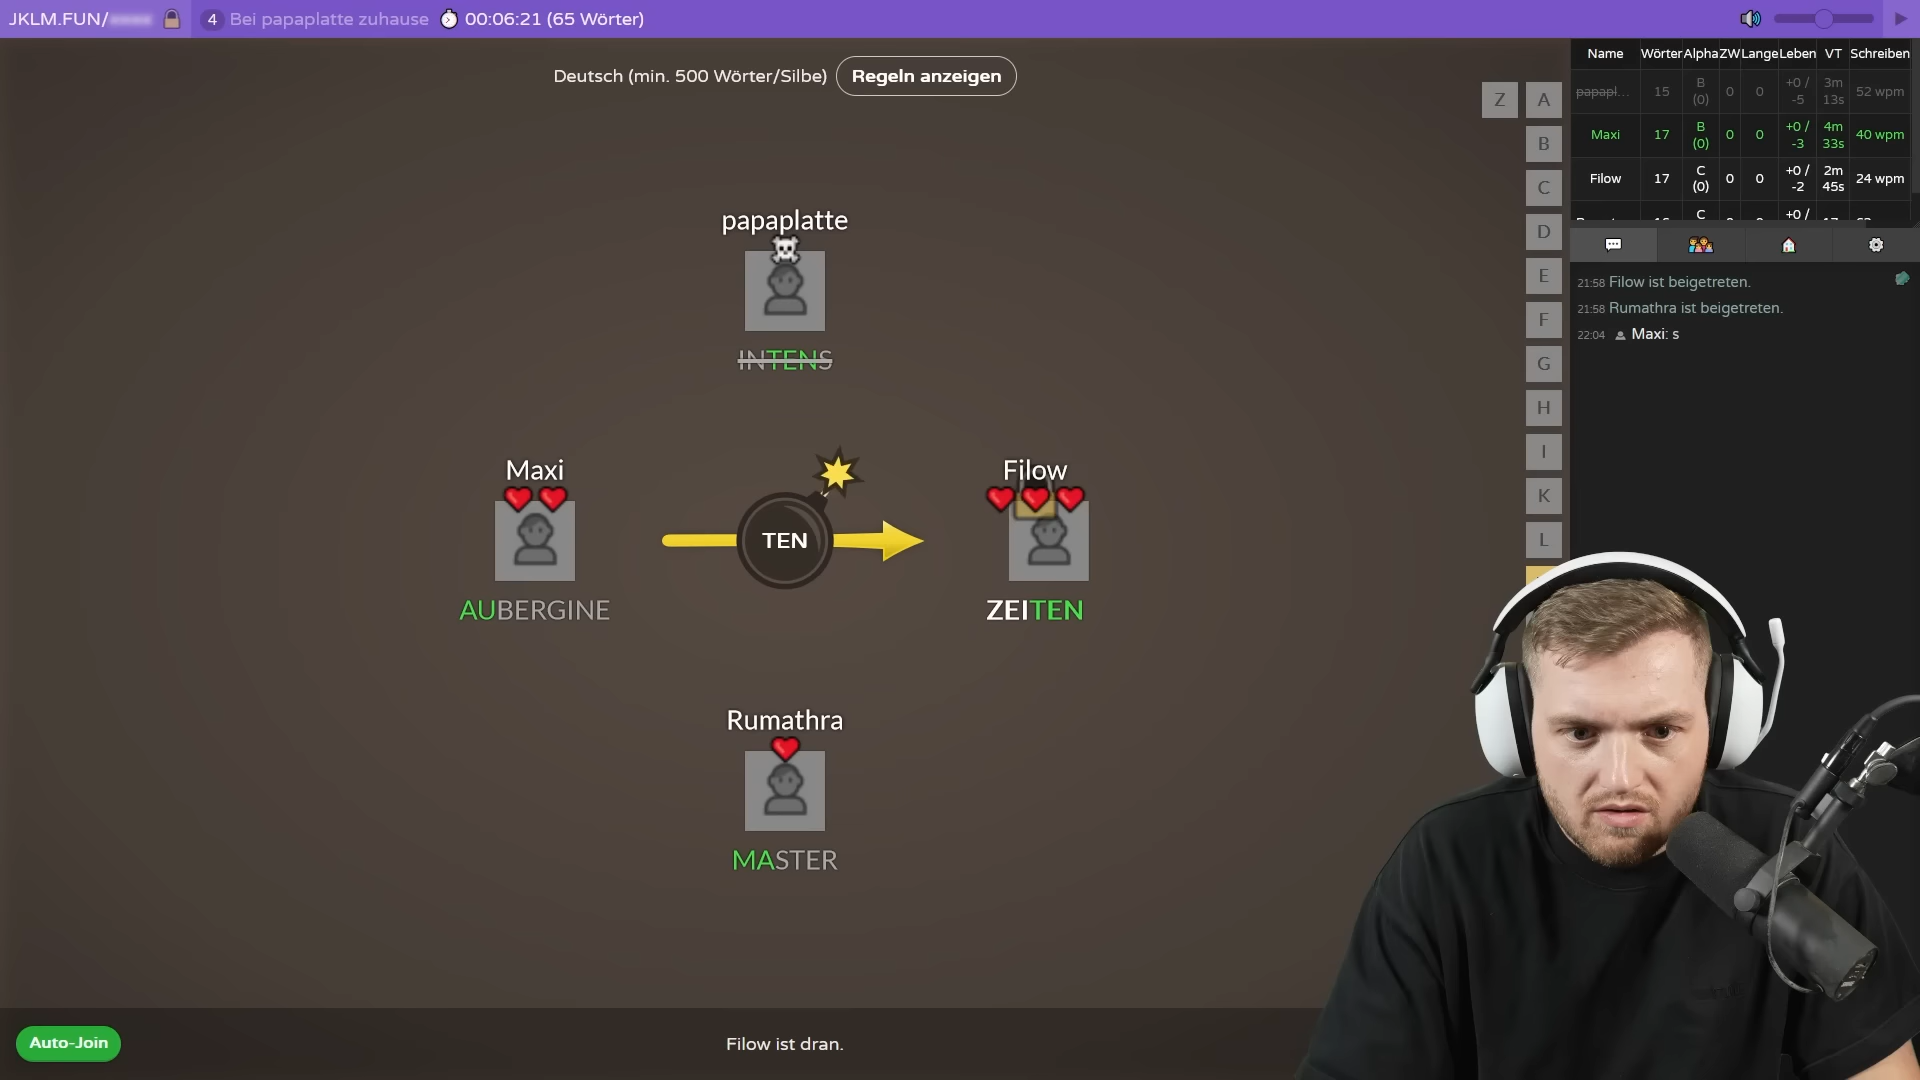 JKLM.FUN/
4 Bei papaplatte zuhause 00:06:21 (65 Wörter)
Deutsch (min. 500 Wörter/Silbe) Regeln anzeigen
papaplatte
INTENS
Maxi
AUBERGINE
TEN
Filow
ZEITEN
Rumathra
MASTER
Auto-Join
Filow ist dran.
Z A
B
C
D
E
F
G
H
I
K
L
Name Wörter Alpha ZW Lange Leben VT Schreiben
papapl... 15 B (0) 0 0 +0 / -5 3m 13s 52 wpm
Maxi 17 B (0) 0 0 +0 / -3 4m 33s 40 wpm
Filow 17 C (0) 0 0 +0 / -2 2m 45s 24 wpm
C +0 /
21:58 Filow ist beigetreten.
21:58 Rumathra ist beigetreten.
22:04 Maxi: s